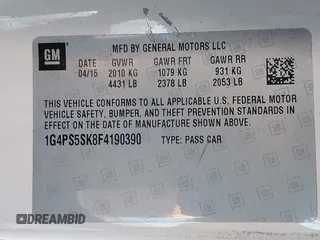 GM
MFD BY GENERAL MOTORS LLC
DATE GVWR GAWR FRT GAWR RR
04/15 2010 KG 1079 KG 931 KG
4431 LB 2378 LB 2053 LB
THIS VEHICLE CONFORMS TO ALL APPLICABLE U.S. FEDERAL MOTOR
VEHICLE SAFETY, BUMPER, AND THEFT PREVENTION STANDARDS IN
EFFECT ON THE DATE OF MANUFACTURE SHOWN ABOVE.
1G4PS5SK8F4190390 TYPE: PASS CAR
DREAMBID